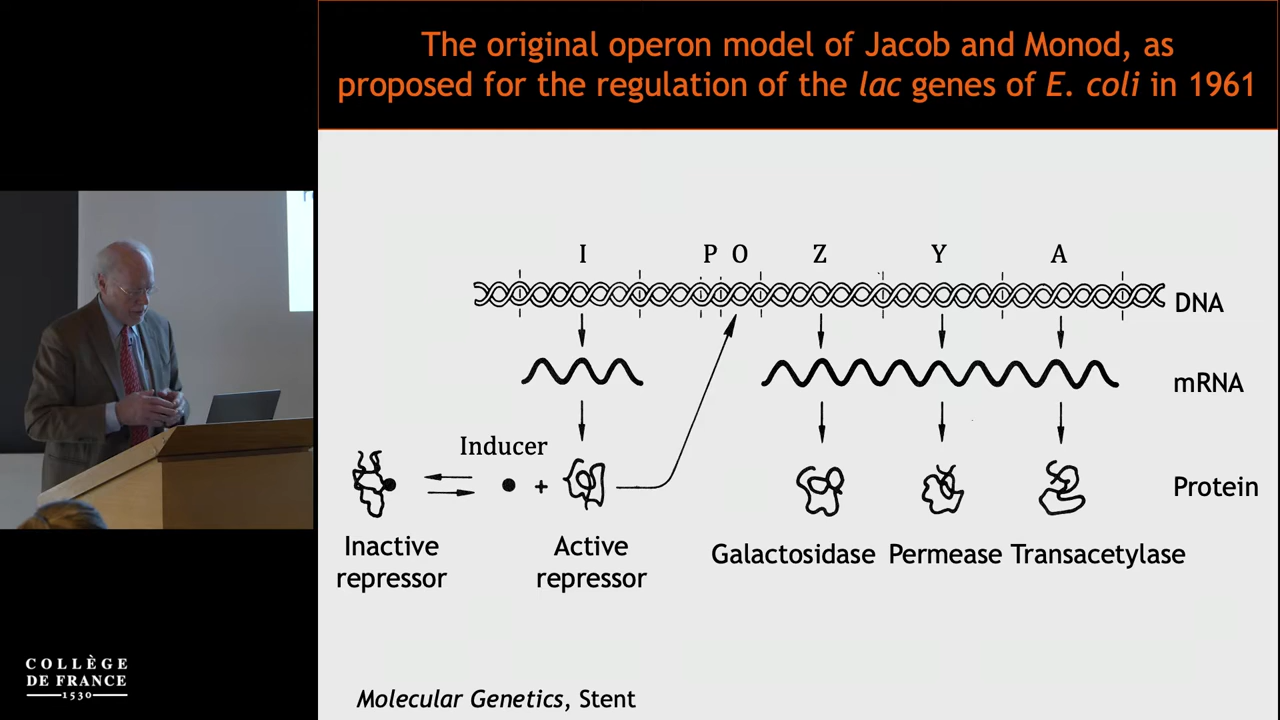 The original operon model of Jacob and Monod, as
proposed for the regulation of the lac genes of E. coli in 1961
I P O Z Y A
DNA
mRNA
Inducer
+
Protein
Inactive
repressor
Active
repressor
Galactosidase Permease Transacetylase
Molecular Genetics, Stent
COLLÈGE
DE FRANCE
1530